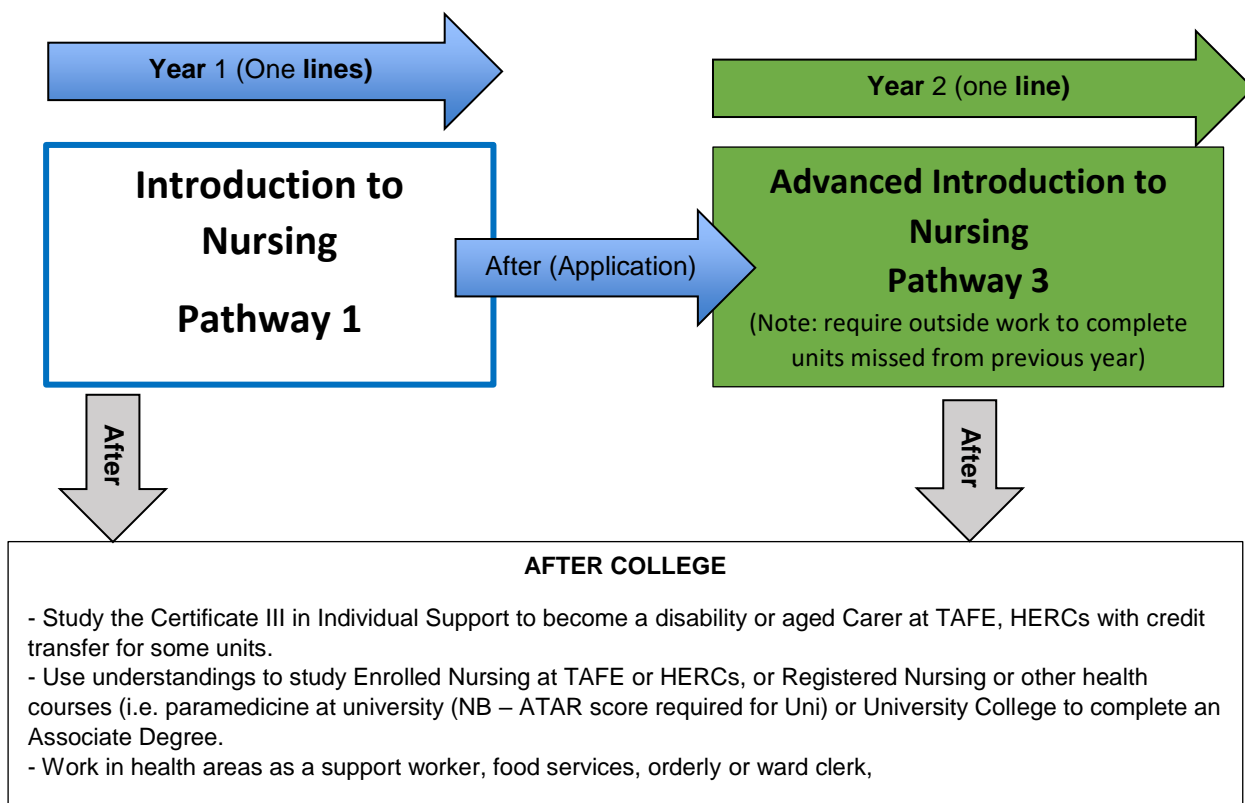 Year 1 (One lines)
Year 2 (one line)
Introduction to
Nursing
Pathway 1
After (Application)
Advanced Introduction to
Nursing
Pathway 3
(Note: require outside work to complete
units missed from previous year)
After
After
AFTER COLLEGE
- Study the Certificate III in Individual Support to become a disability or aged Carer at TAFE, HERCs with credit
transfer for some units.
- Use understandings to study Enrolled Nursing at TAFE or HERCs, or Registered Nursing or other health
courses (i.e. paramedicine at university (NB – ATAR score required for Uni) or University College to complete an
Associate Degree.
- Work in health areas as a support worker, food services, orderly or ward clerk,